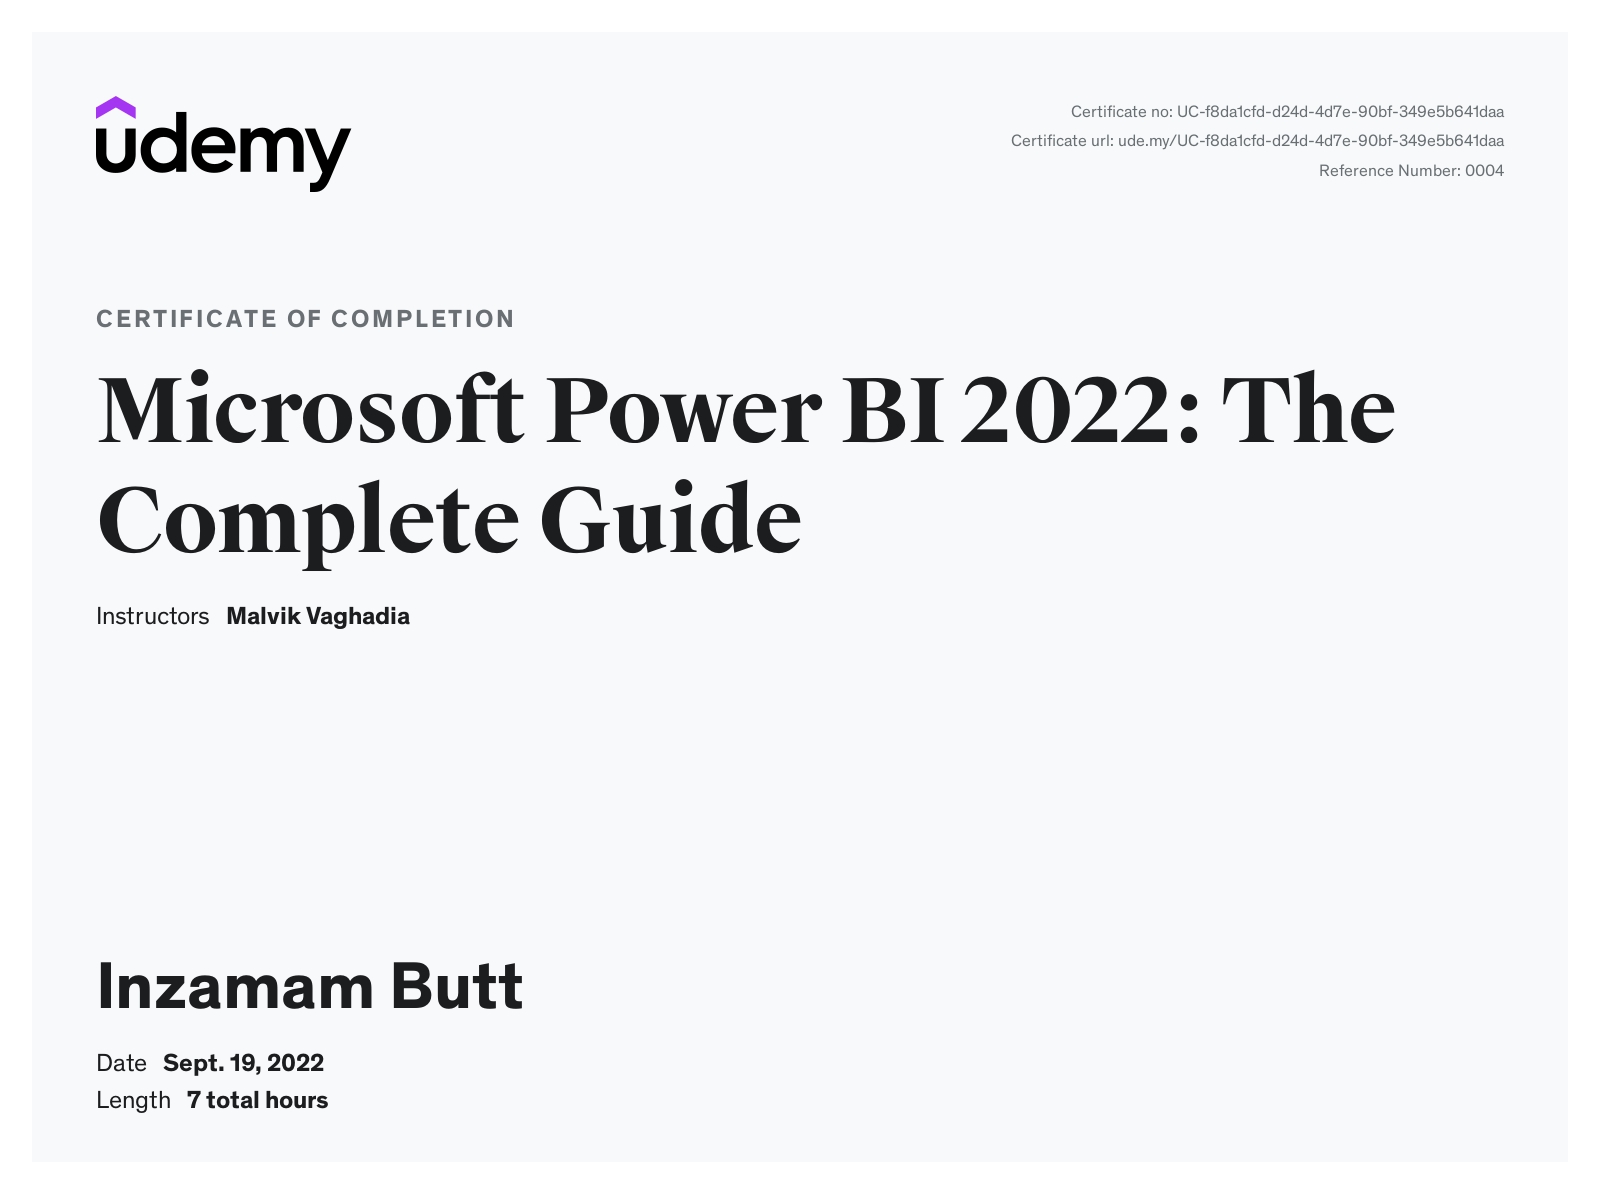 udemy
Certificate no: UC-f8da1cfd-d24d-4d7e-90bf-349e5b641daa
Certificate url: ude.my/UC-f8da1cfd-d24d-4d7e-90bf-349e5b641daa
Reference Number: 0004
CERTIFICATE OF COMPLETION
Microsoft Power BI 2022: The
Complete Guide
Instructors Malvik Vaghadia
Inzamam Butt
Date Sept. 19, 2022
Length 7 total hours